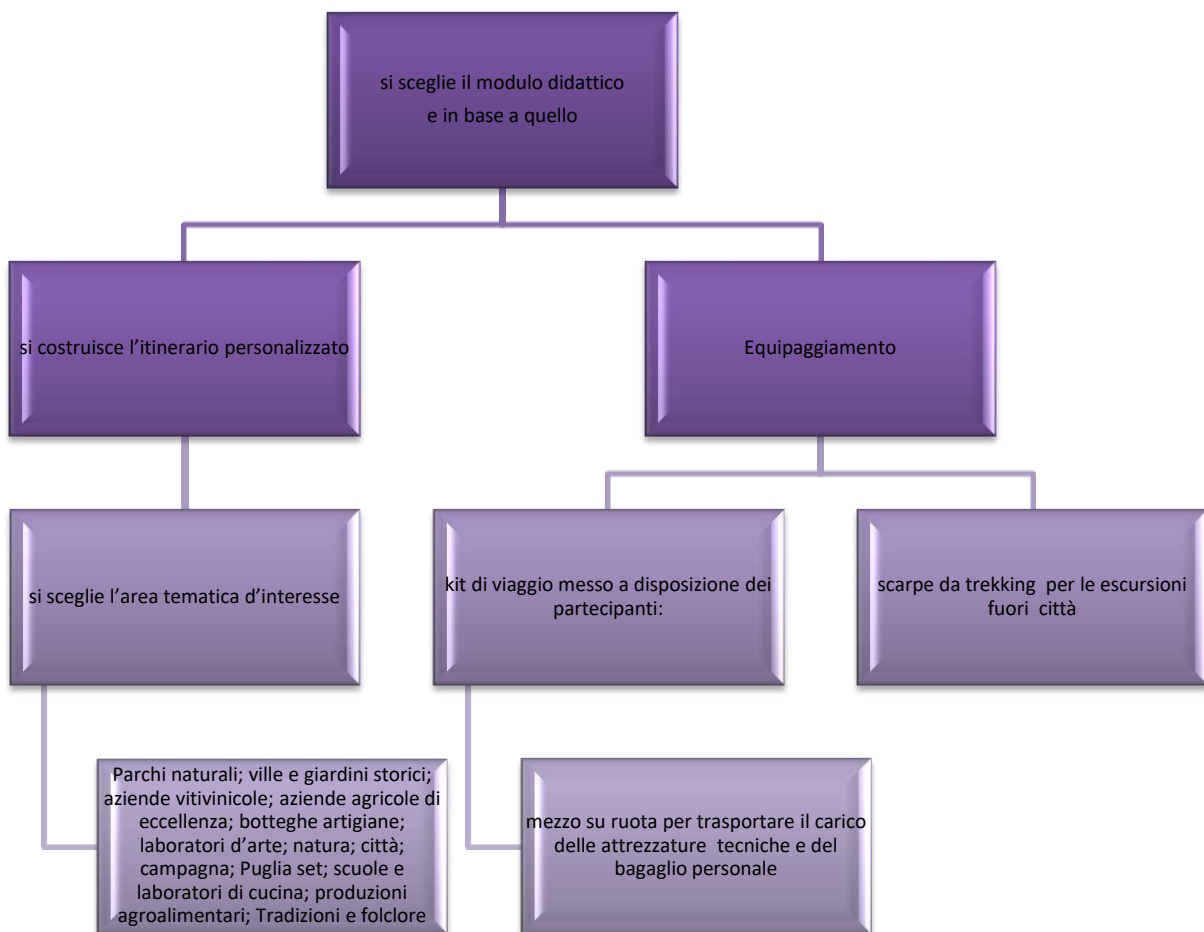 si sceglie il modulo didattico
e in base a quello
si costruisce l’itinerario personalizzato
Equipaggiamento
si sceglie l’area tematica d’interesse
kit di viaggio messo a disposizione dei
partecipanti:
scarpe da trekking per le escursioni
fuori città
Parchi naturali; ville e giardini storici;
aziende vitivinicole; aziende agricole di
eccellenza; botteghe artigiane;
laboratori d’arte; natura; città;
campagna; Puglia set; scuole e
laboratori di cucina; produzioni
agroalimentari; Tradizioni e folclore
mezzo su ruota per trasportare il carico
delle attrezzature tecniche e del
bagaglio personale